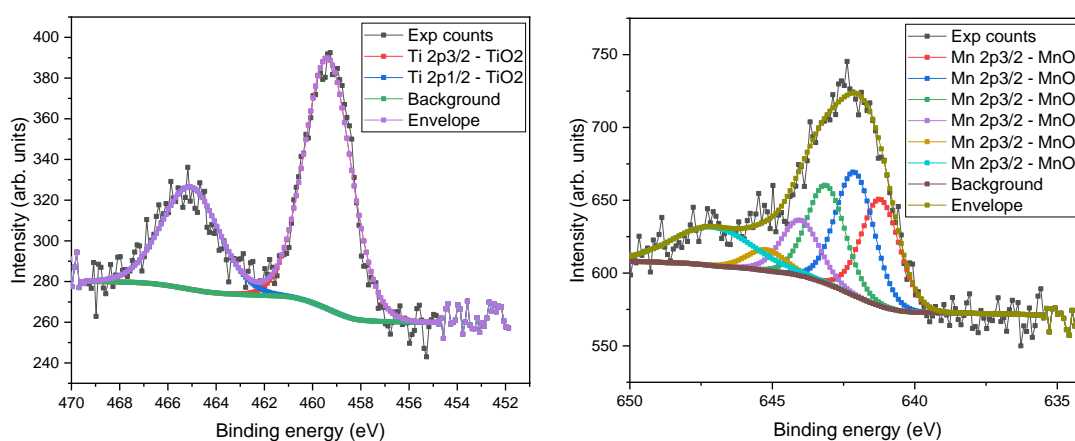 Exp counts
Ti 2p3/2 - TiO2
Ti 2p1/2 - TiO2
Background
Envelope
400
380
360
340
320
300
280
260
240
470 468 466 464 462 460 458 456 454 452
Intensity (arb. units)
Binding energy (eV)
Exp counts
Mn 2p3/2 - MnO
Mn 2p3/2 - MnO
Mn 2p3/2 - MnO
Mn 2p3/2 - MnO
Mn 2p3/2 - MnO
Mn 2p3/2 - MnO
Background
Envelope
750
700
650
600
550
650 645 640 635
Intensity (arb. units)
Binding energy (eV)